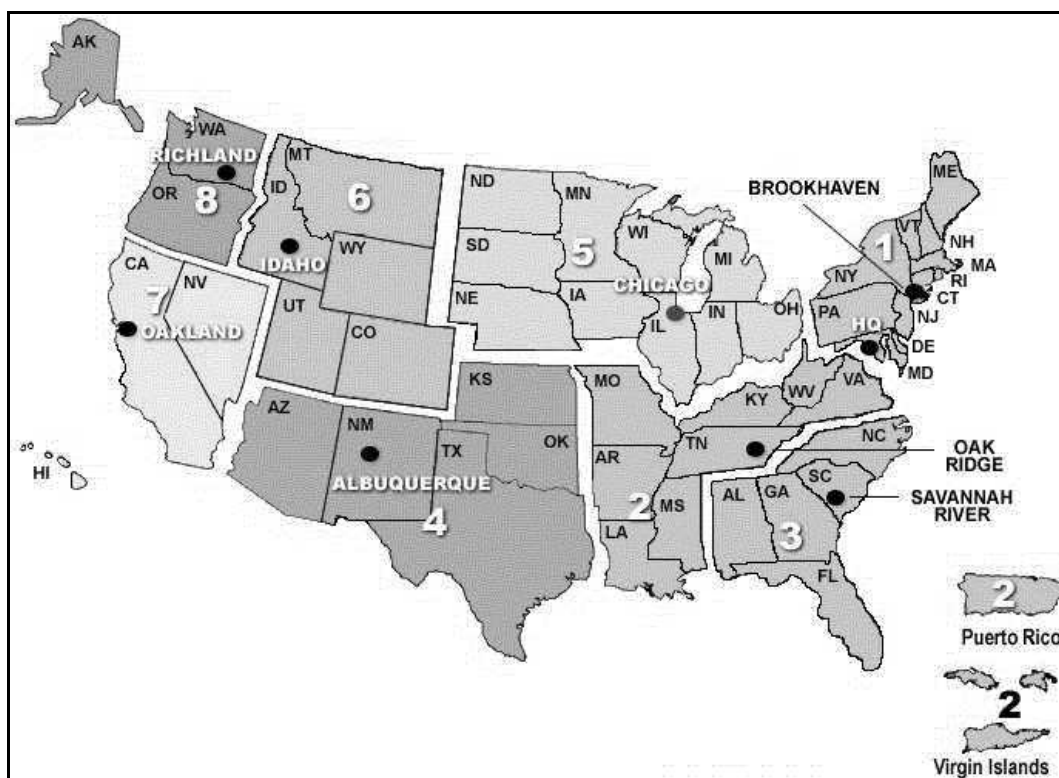 AK
WA
RICHLAND
OR
8
ID
MT
6
IDAHO
WY
ND
MN
SD
WI
5
NE
IA
CHICAGO
MI
IL
IN
OH
BROOKHAVEN
ME
VT
1
NH
NY
MA
RI
CT
PA
NJ
HQ
DE
MD
CA
NV
7
OAKLAND
UT
CO
KS
MO
KY
WV
VA
AZ
NM
TX
OK
TN
NC
OAK
RIDGE
HI
ALBUQUERQUE
4
AR
2
MS
LA
AL
GA
SC
SAVANNAH
RIVER
3
FL
2
Puerto Rico
2
Virgin Islands